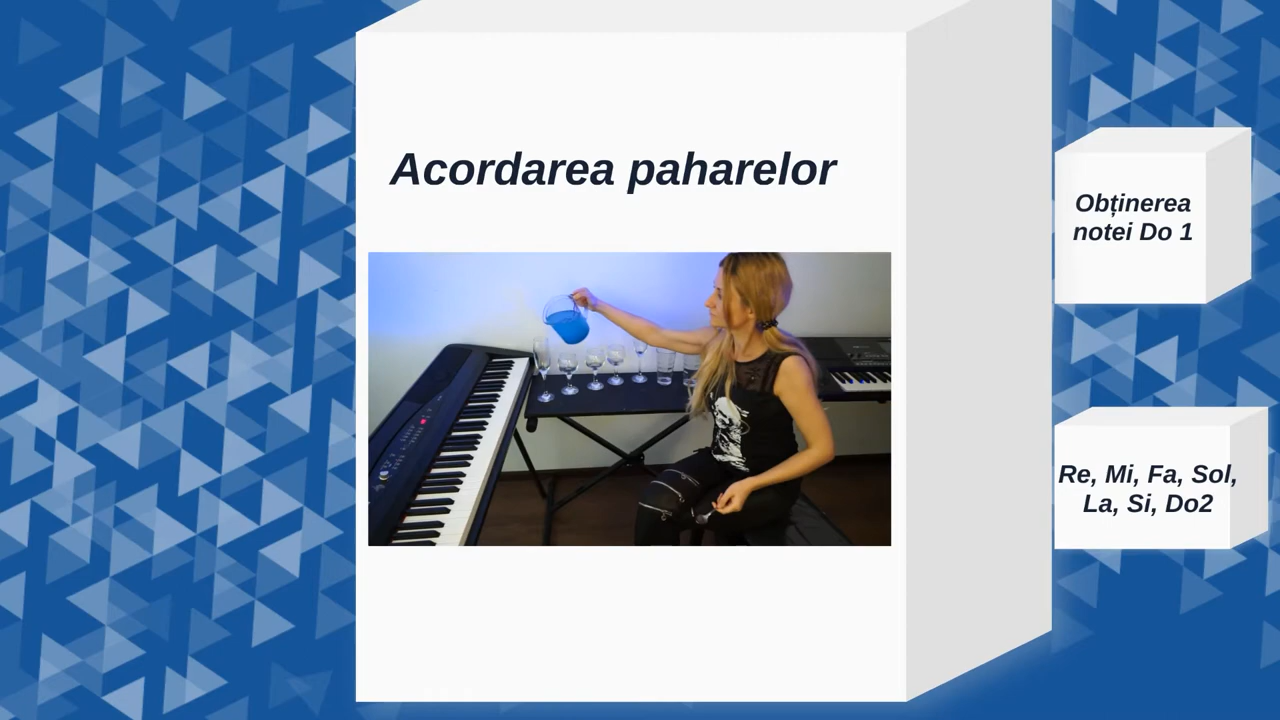 Acordarea paharelor
Obținerea
notei Do 1
Re, Mi, Fa, Sol,
La, Si, Do2